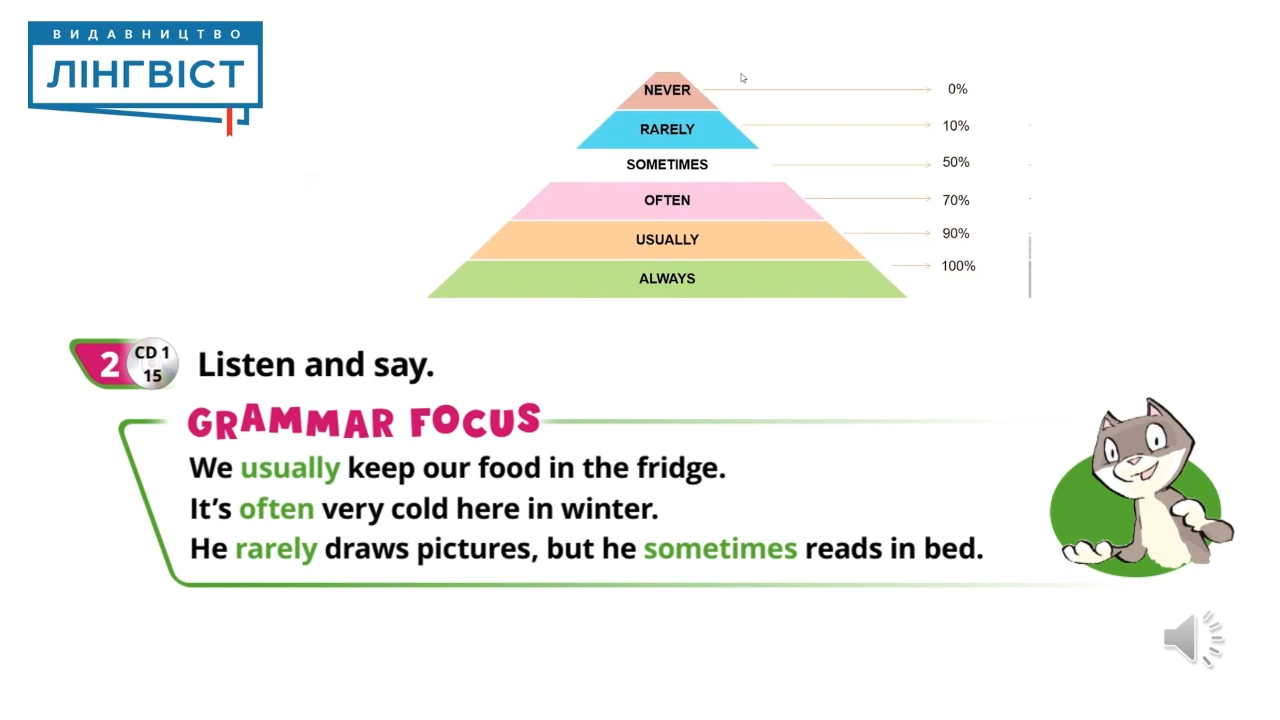 ВИДАВНИЦТВО
ЛІНГВІСТ
NEVER 0%
RARELY 10%
SOMETIMES 50%
OFTEN 70%
USUALLY 90%
ALWAYS 100%
2 CD 1 15 Listen and say.
GRAMMAR FOCUS
We usually keep our food in the fridge.
It’s often very cold here in winter.
He rarely draws pictures, but he sometimes reads in bed.